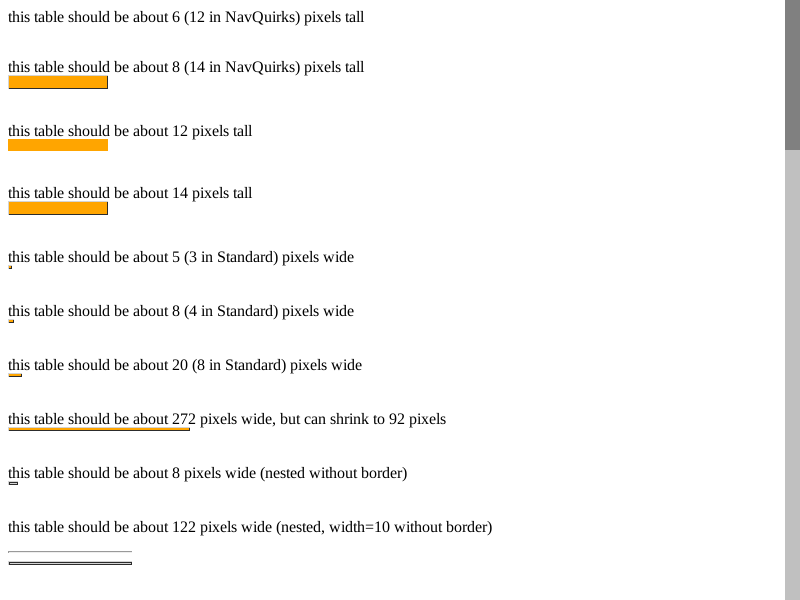 this table should be about 6 (12 in NavQuirks) pixels tall
this table should be about 8 (14 in NavQuirks) pixels tall
this table should be about 12 pixels tall
this table should be about 14 pixels tall
this table should be about 5 (3 in Standard) pixels wide
this table should be about 8 (4 in Standard) pixels wide
this table should be about 20 (8 in Standard) pixels wide
this table should be about 272 pixels wide, but can shrink to 92 pixels
this table should be about 8 pixels wide (nested without border)
this table should be about 122 pixels wide (nested, width=10 without border)